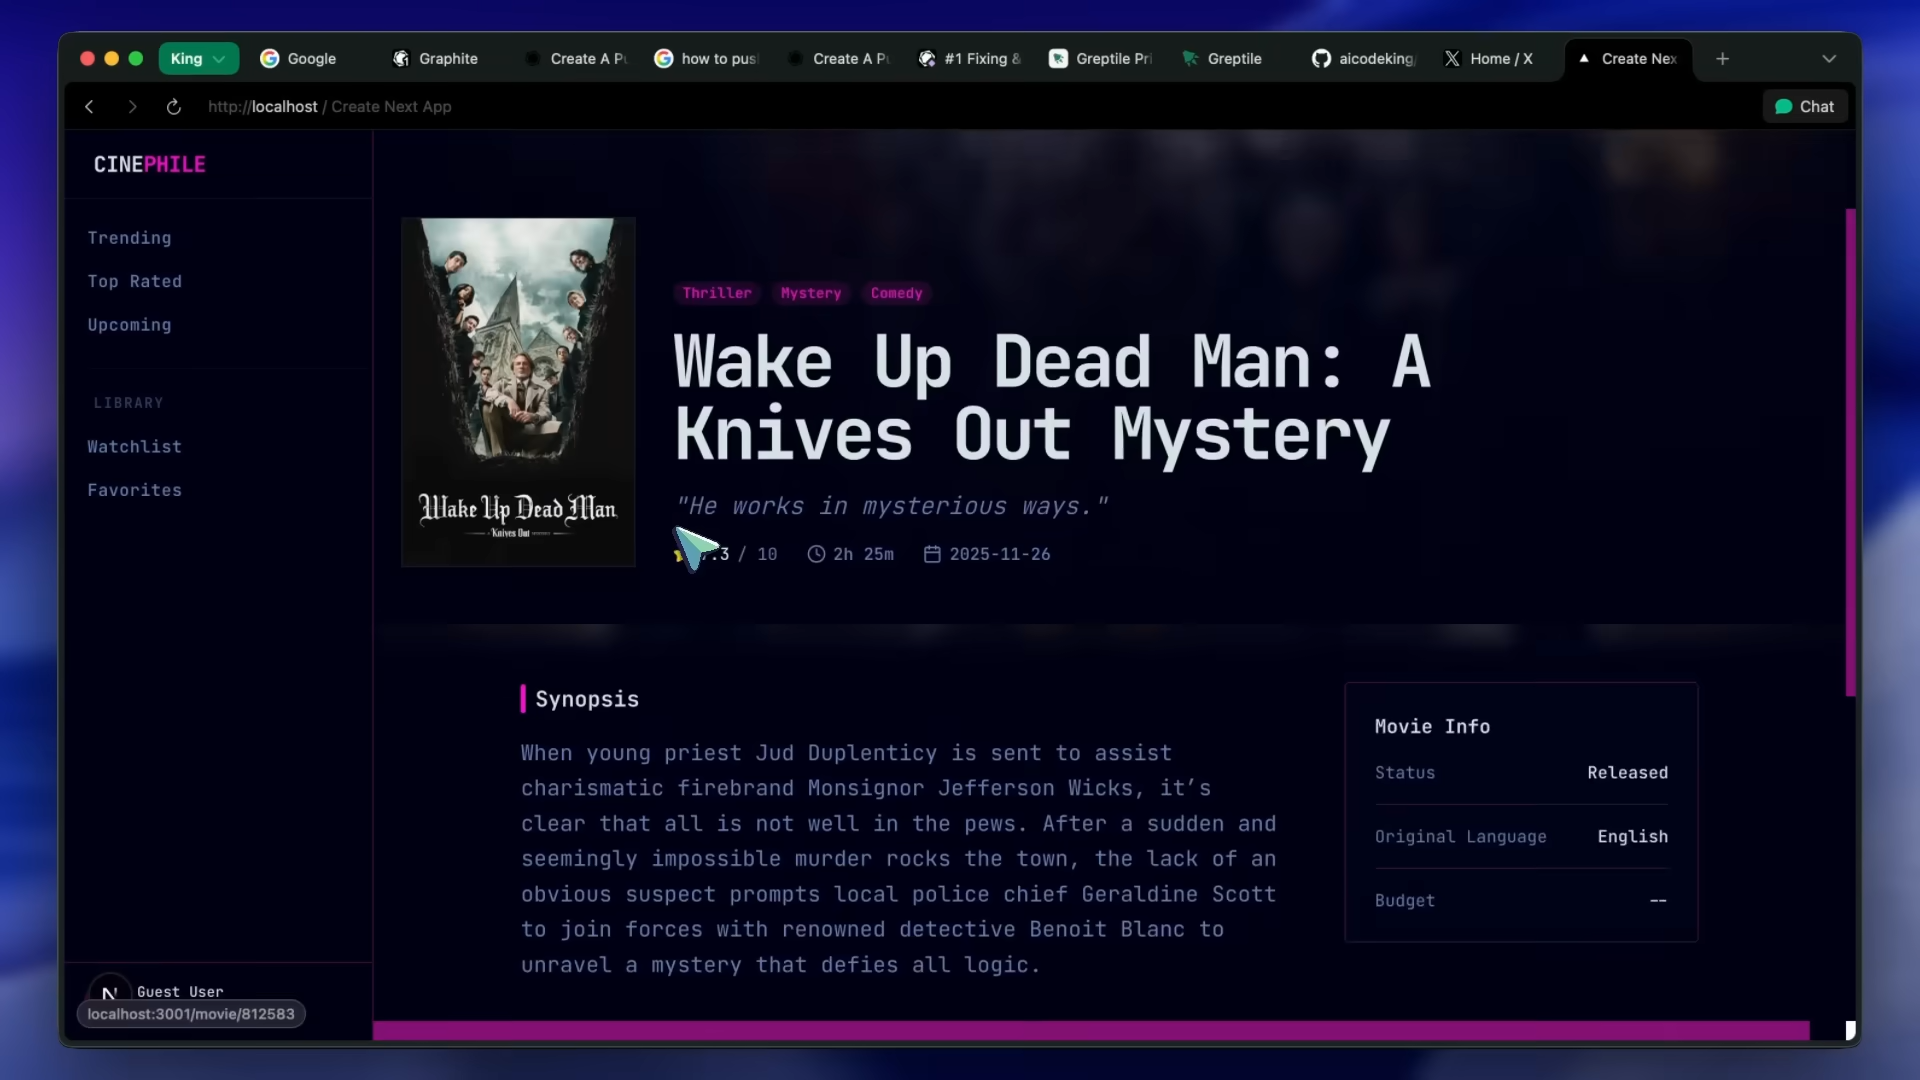 King
Google
Graphite
Create A Pu
how to pus
Create A Pu
#1 Fixing &
Greptile Pri
Greptile
aicodeking/
Home / X
Create Nex
http://localhost / Create Next App
Chat
CINEPHILE
Trending
Top Rated
Upcoming
LIBRARY
Watchlist
Favorites
Guest User
localhost:3001/movie/812583
Wake Up Dead Man
Knives Out
Thriller
Mystery
Comedy
Wake Up Dead Man: A
Knives Out Mystery
"He works in mysterious ways."
.3 / 10
2h 25m
2025-11-26
Synopsis
When young priest Jud Duplenticy is sent to assist
charismatic firebrand Monsignor Jefferson Wicks, it’s
clear that all is not well in the pews. After a sudden and
seemingly impossible murder rocks the town, the lack of an
obvious suspect prompts local police chief Geraldine Scott
to join forces with renowned detective Benoit Blanc to
unravel a mystery that defies all logic.
Movie Info
Status
Released
Original Language
English
Budget
--